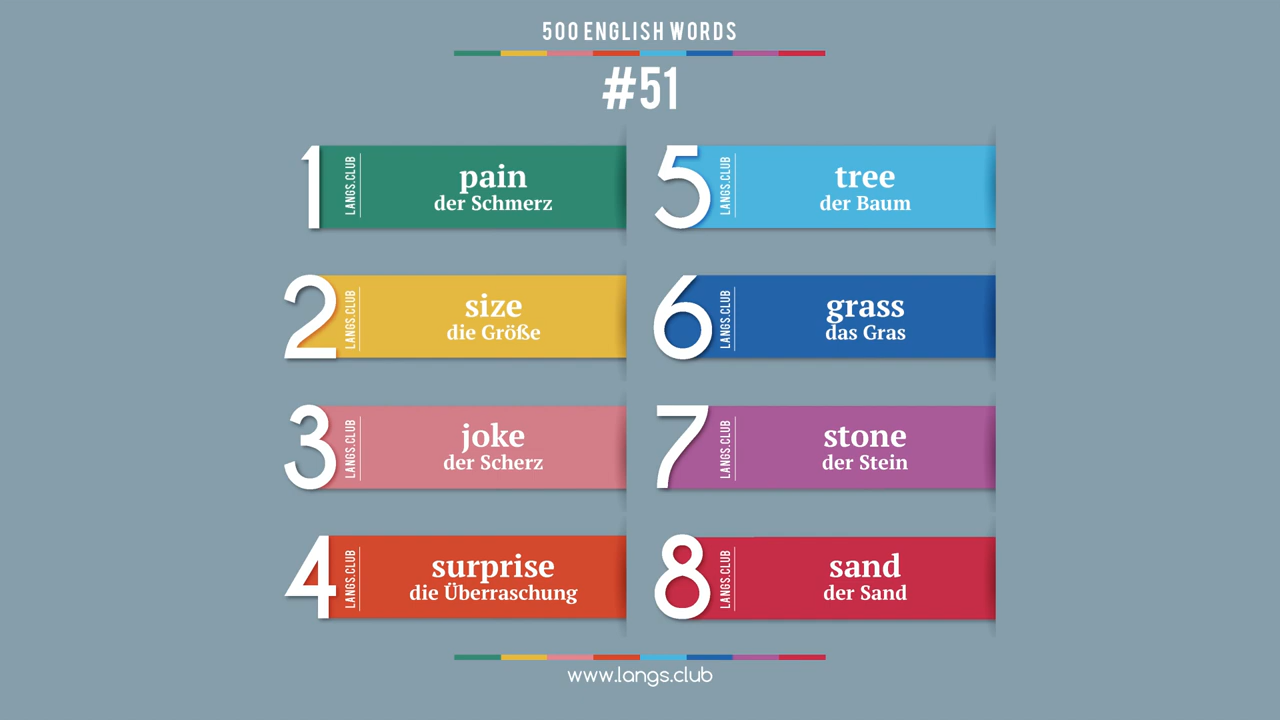 500 ENGLISH WORDS
#51
1
LANGS.CLUB
pain
der Schmerz
2
LANGS.CLUB
size
die Größe
3
LANGS.CLUB
joke
der Scherz
4
LANGS.CLUB
surprise
die Überraschung
5
LANGS.CLUB
tree
der Baum
6
LANGS.CLUB
grass
das Gras
7
LANGS.CLUB
stone
der Stein
8
LANGS.CLUB
sand
der Sand
www.langs.club